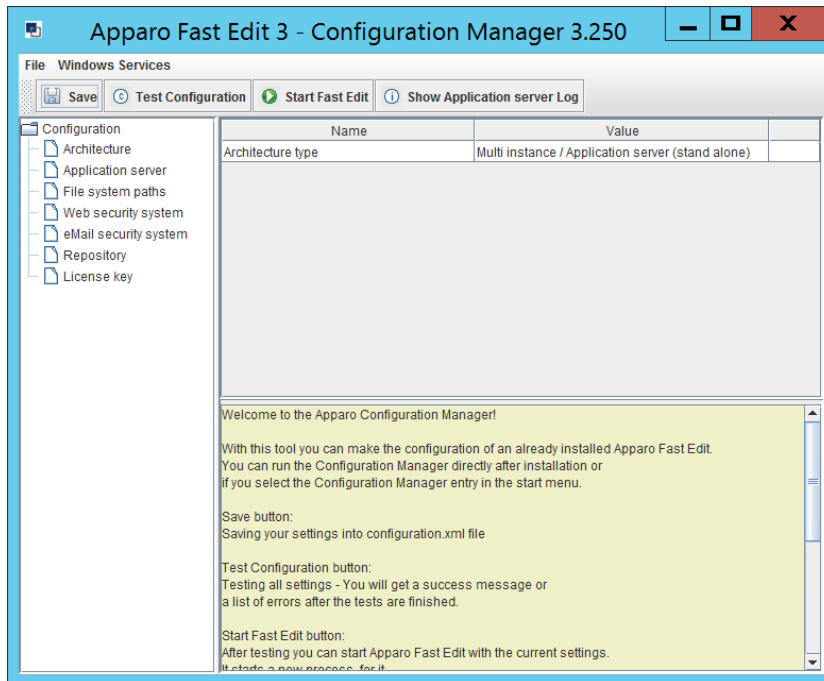 Apparo Fast Edit 3 - Configuration Manager 3.250
File Windows Services
Save Test Configuration Start Fast Edit Show Application server Log
Configuration
Architecture
Application server
File system paths
Web security system
eMail security system
Repository
License key
Name Value
Architecture type Multi instance / Application server (stand alone)
Welcome to the Apparo Configuration Manager!
With this tool you can make the configuration of an already installed Apparo Fast Edit.
You can run the Configuration Manager directly after installation or
if you select the Configuration Manager entry in the start menu.
Save button:
Saving your settings into configuration.xml file
Test Configuration button:
Testing all settings - You will get a success message or
a list of errors after the tests are finished.
Start Fast Edit button:
After testing you can start Apparo Fast Edit with the current settings.
It starts a new process for it